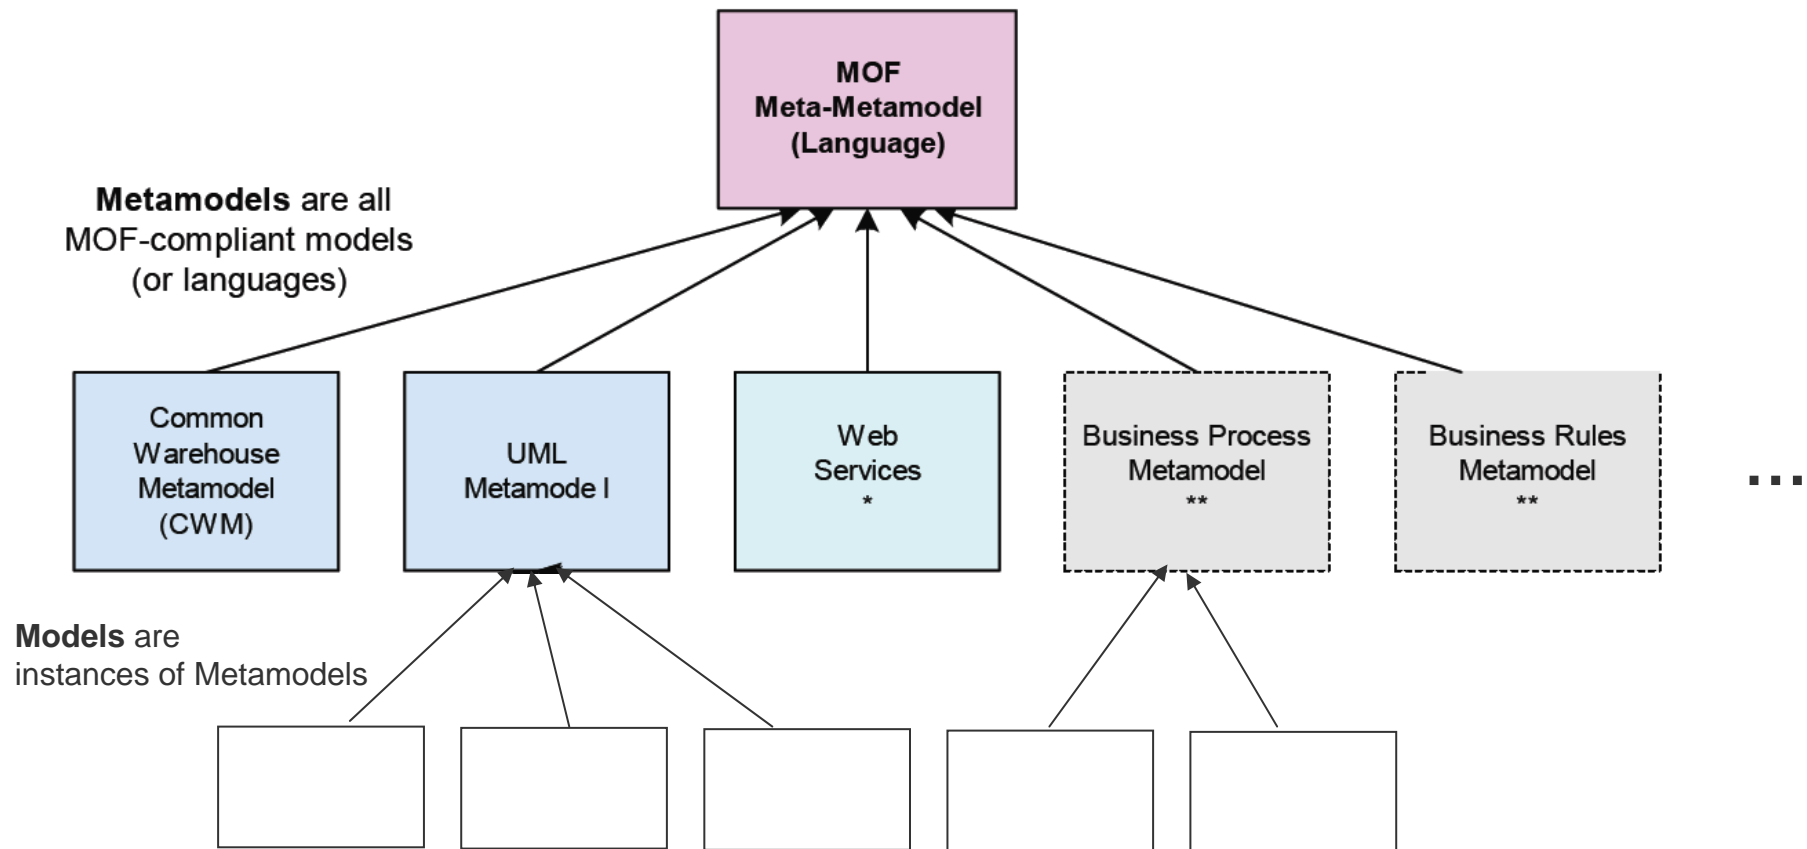 MOF
Meta-Metamodel
(Language)
Metamodels are all
MOF-compliant models
(or languages)
Common
Warehouse
Metamodel
(CWM)
UML
Metamode l
Web
Services
*
Business Process
Metamodel
**
Business Rules
Metamodel
**
...
Models are
instances of Metamodels